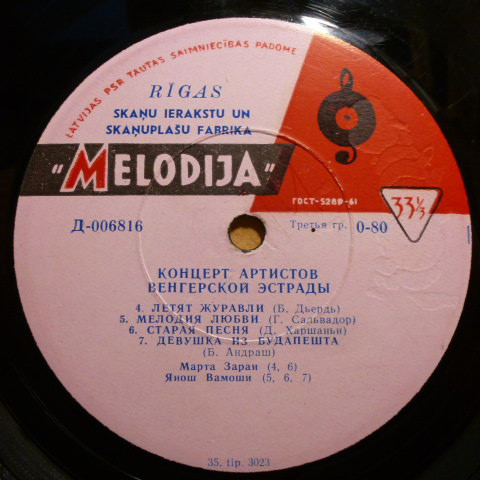 LATVIJAS PSR TAUTAS SAIMNIECĪBAS PADOME
RĪGAS
SKAŅU IERAKSTU UN
SKAŅUPLAŠU FABRIKA
"MELODIJA"
ГОСТ-5289-61
33⅓
Д-006816
Третья гр. 0-80
КОНЦЕРТ АРТИСТОВ
ВЕНГЕРСКОЙ ЭСТРАДЫ
4. ЛЕТЯТ ЖУРАВЛИ (Б. Дьердь)
5. МЕЛОДИЯ ЛЮБВИ (Г. Сальвадор)
6. СТАРАЯ ПЕСНЯ (Д. Харшаньи)
7. ДЕВУШКА ИЗ БУДАПЕШТА
(Б. Андраш)
Марта Зараи (4, 6)
Янош Вамоши (5, 6, 7)
35. tip. 3023